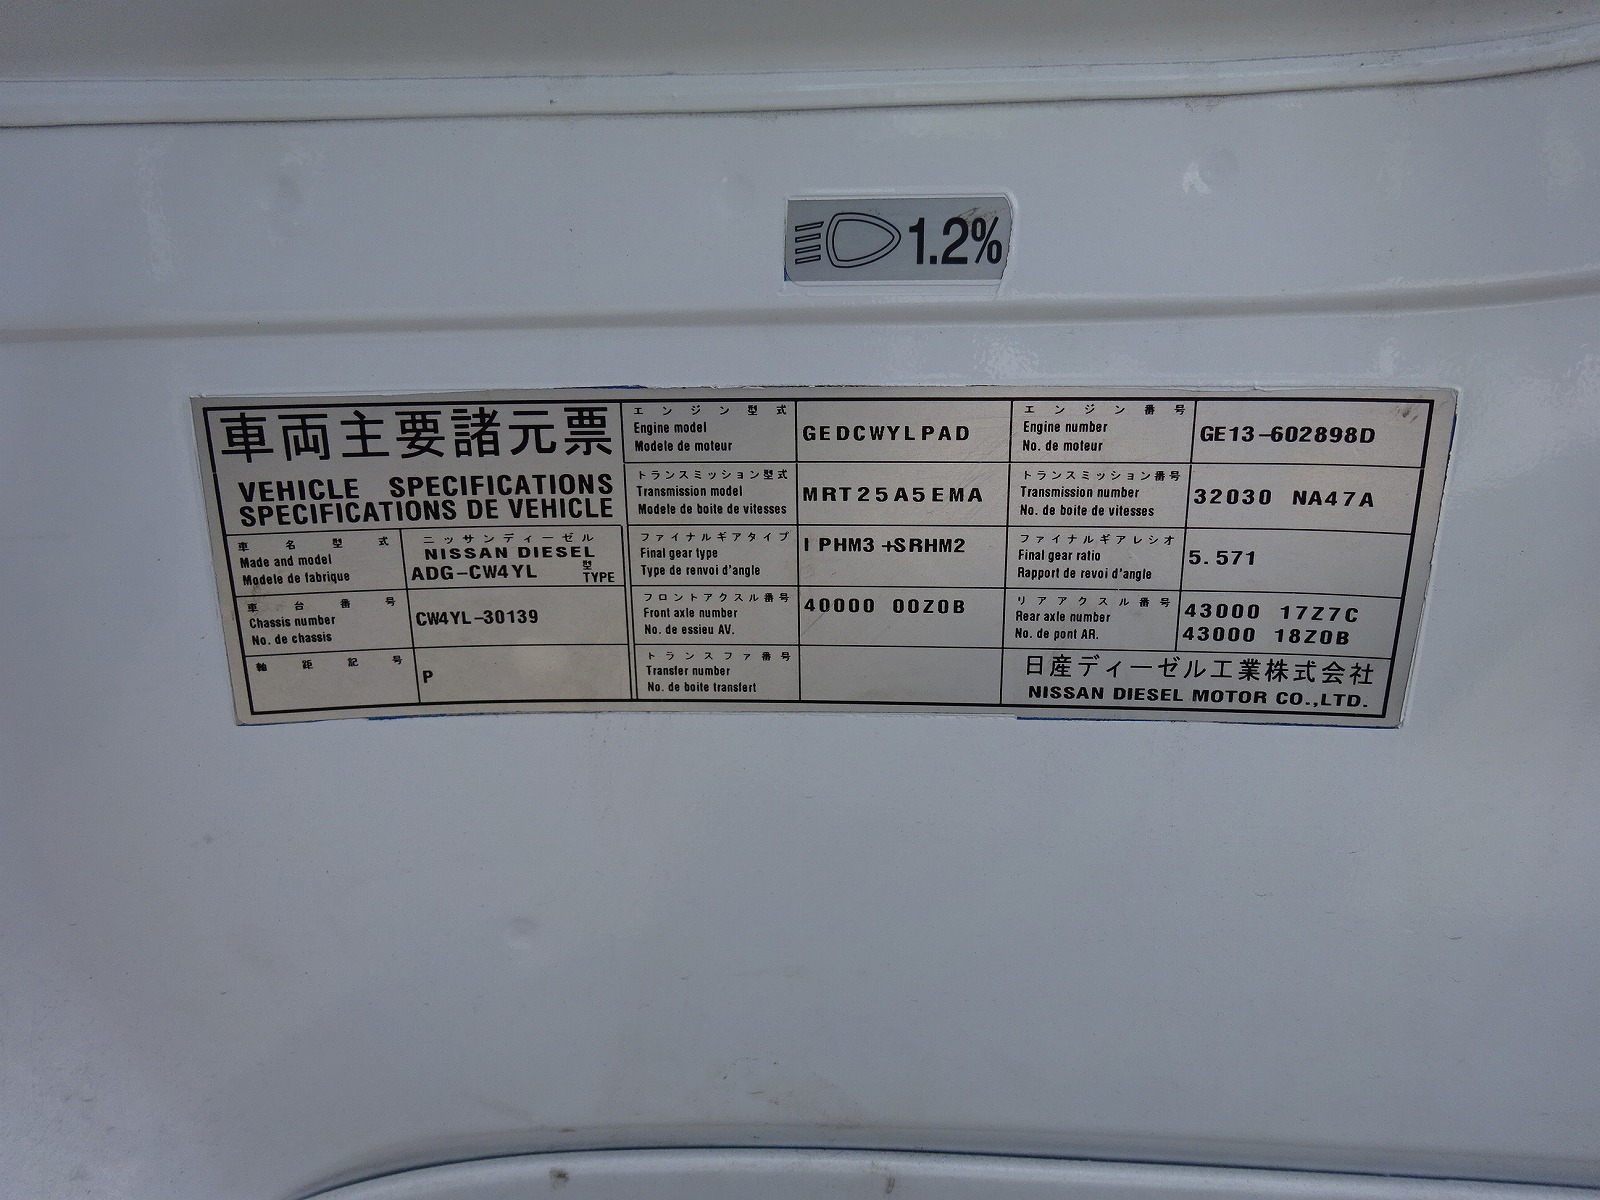 1.2%
車両主要諸元票
VEHICLE SPECIFICATIONS
SPECIFICATIONS DE VEHICLE
車名型式
Made and model
Modele de fabrique
ニッサンディーゼル
NISSAN DIESEL
ADG-CW4YL 型
TYPE
車台番号
Chassis number
No. de chassis
CW4YL-30139
軸距記号
P
エンジン型式
Engine model
Modele de moteur
GEDCWYLPAD
エンジン番号
Engine number
No. de moteur
GE13-602898D
トランスミッション型式
Transmission model
Modele de boite de vitesses
MRT25A5EMA
トランスミッション番号
Transmission number
No. de boite de vitesses
32030 NA47A
ファイナルギアタイプ
Final gear type
Type de renvoi d'angle
I PHM3+SRHM2
ファイナルギアレシオ
Final gear ratio
Rapport de revoi d'angle
5.571
フロントアクスル番号
Front axle number
No. de essieu AV.
40000 00Z0B
リアアクスル番号
Rear axle number
No. de pont AR.
43000 17Z7C
43000 18Z0B
トランスファ番号
Transfer number
No. de boite transfert
日産ディーゼル工業株式会社
NISSAN DIESEL MOTOR CO.,LTD.